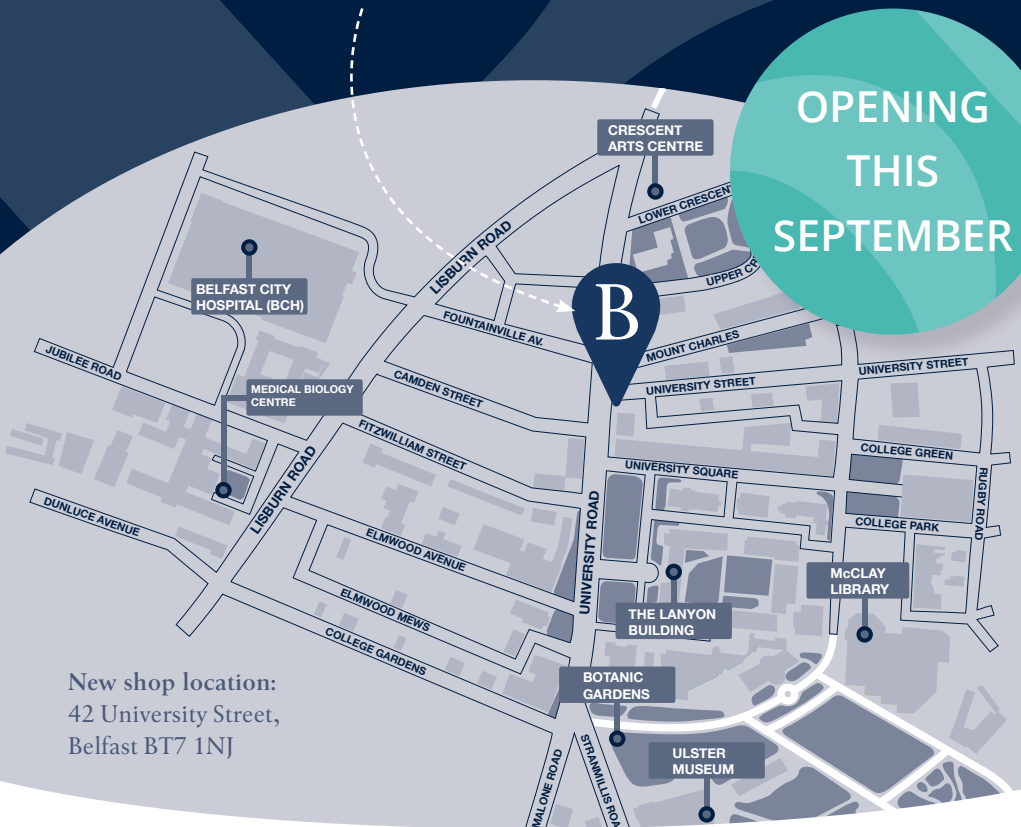 OPENING
THIS
SEPTEMBER
CRESCENT
ARTS CENTRE
LOWER CRESCENT
LISBURN ROAD
UPPER CR
BELFAST CITY
HOSPITAL (BCH)
B
FOUNTAINVILLE AV.
MOUNT CHARLES
JUBILEE ROAD
UNIVERSITY STREET
UNIVERSITY STREET
MEDICAL BIOLOGY
CENTRE
CAMDEN STREET
FITZWILLIAM STREET
COLLEGE GREEN
UNIVERSITY SQUARE
LISBURN ROAD
RUGBY ROAD
DUNLUCE AVENUE
COLLEGE PARK
UNIVERSITY ROAD
ELMWOOD AVENUE
McCLAY
LIBRARY
ELMWOOD MEWS
THE LANYON
BUILDING
COLLEGE GARDENS
BOTANIC
GARDENS
New shop location:
42 University Street,
Belfast BT7 1NJ
ULSTER
MUSEUM
MALONE ROAD
STRANMILLIS ROA